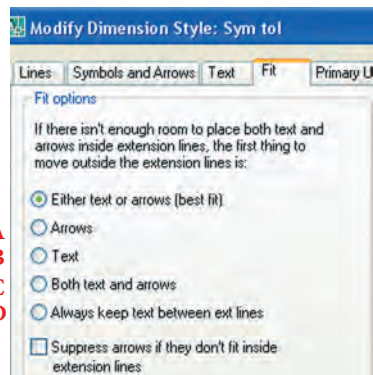 Modify Dimension Style: Sym tol
Lines Symbols and Arrows Text Fit Primary U
Fit options
If there isn't enough room to place both text and
arrows inside extension lines, the first thing to
move outside the extension lines is:
Either text or arrows (best fit)
Arrows
A
Text
B
Both text and arrows
C
Always keep text between ext lines
D
Suppress arrows if they don't fit inside
extension lines